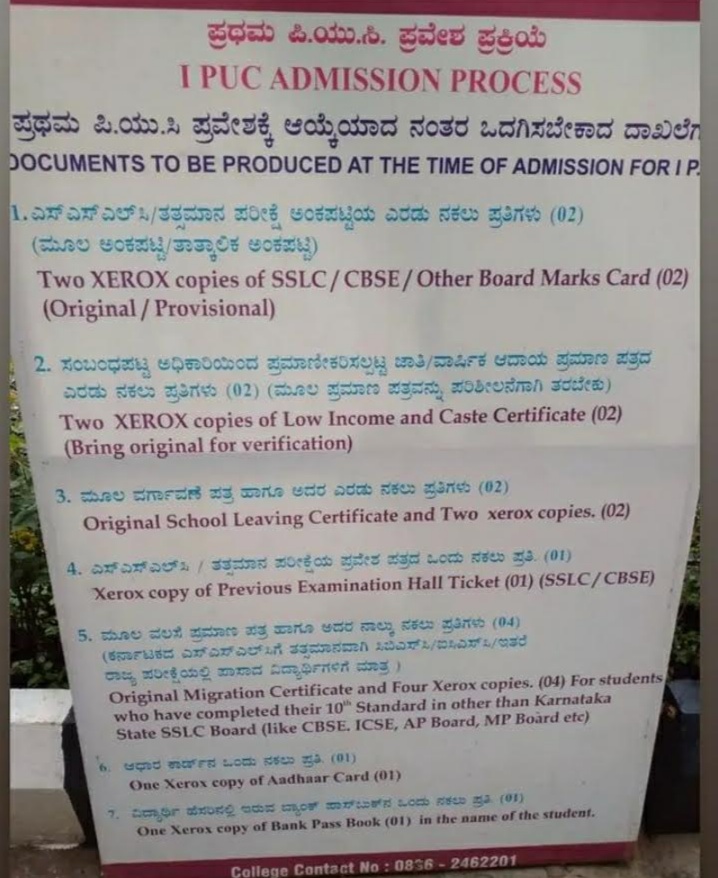 ಪ್ರಥಮ ಪಿ.ಯು.ಸಿ. ಪ್ರವೇಶ ಪ್ರಕ್ರಿಯೆ
I PUC ADMISSION PROCESS
ಪ್ರಥಮ ಪಿ.ಯು.ಸಿ ಪ್ರವೇಶಕ್ಕೆ ಆಯ್ಕೆಯಾದ ನಂತರ ಒದಗಿಸಬೇಕಾದ
DOCUMENTS TO BE PRODUCED AT THE TIME OF ADMISSION FOR I P.
1.ಎಸ್ಎಸ್ಎಲ್‌ಸಿ/ತತ್ಸಮಾನ ಪರೀಕ್ಷೆ ಅಂಕಪಟ್ಟಿಯ ಎರಡು ನಕಲು ಪ್ರತಿಗಳು (02)
(ಮೂಲ ಅಂಕಪಟ್ಟಿ/ತಾತ್ಕಾಲಿಕ ಅಂಕಪಟ್ಟಿ)
Two XEROX copies of SSLC / CBSE / Other Board Marks Card (02)
(Original / Provisional)
2. ಸಂಬಂಧಪಟ್ಟ ಅಧಿಕಾರಿಯಿಂದ ಪ್ರಮಾಣೀಕರಿಸಲ್ಪಟ್ಟ ಜಾತಿ/ವಾರ್ಷಿಕ ಆದಾಯ ಪ್ರಮಾಣ ಪತ್ರದ
ಎರಡು ನಕಲು ಪ್ರತಿಗಳು (02) (ಮೂಲ ಪ್ರಮಾಣ ಪತ್ರವನ್ನು ಪರಿಶೀಲನೆಗಾಗಿ ತರಬೇಕು)
Two XEROX copies of Low Income and Caste Certificate (02)
(Bring original for verification)
3. ಮೂಲ ವರ್ಗಾವಣೆ ಪತ್ರ ಹಾಗೂ ಅದರ ಎರಡು ನಕಲು ಪ್ರತಿಗಳು (02)
Original School Leaving Certificate and Two xerox copies. (02)
4. ಎಸ್ಎಸ್ಎಲ್‌ಸಿ / ತತ್ಸಮಾನ ಪರೀಕ್ಷೆಯ ಪ್ರವೇಶ ಪತ್ರದ ಒಂದು ನಕಲು ಪ್ರತಿ. (01)
Xerox copy of Previous Examination Hall Ticket (01) (SSLC / CBSE)
5. ಮೂಲ ವಲಸೆ ಪ್ರಮಾಣ ಪತ್ರ ಹಾಗೂ ಅದರ ನಾಲ್ಕು ನಕಲು ಪ್ರತಿಗಳು (04)
(ಕರ್ನಾಟಕದ ಎಸ್ಎಸ್ಎಲ್‌ಸಿಗೆ ತತ್ಸಮಾನವಾಗಿ ಸಿಬಿಎಸ್‌ಸಿ/ಐಸಿಎಸ್‌ಸಿ/ಇತರೆ
ರಾಜ್ಯ ಪರೀಕ್ಷೆಯಲ್ಲಿ ಪಾಸಾದ ವಿದ್ಯಾರ್ಥಿಗಳಿಗೆ ಮಾತ್ರ )
Original Migration Certificate and Four Xerox copies. (04) For students
who have completed their 10th Standard in other than Karnataka
State SSLC Board (like CBSE. ICSE, AP Board, MP Board etc)
6. ಆಧಾರ ಕಾರ್ಡ್‌ನ ಒಂದು ನಕಲು ಪ್ರತಿ. (01)
One Xerox copy of Aadhaar Card (01)
7. ವಿದ್ಯಾರ್ಥಿ ಹೆಸರಿನಲ್ಲಿ ಇರುವ ಬ್ಯಾಂಕ್ ಪಾಸ್‌ಬುಕ್‌ನ ಒಂದು ನಕಲು ಪ್ರತಿ (01)
One Xerox copy of Bank Pass Book (01) in the name of the student.
College Contact No : 0836 - 2462201